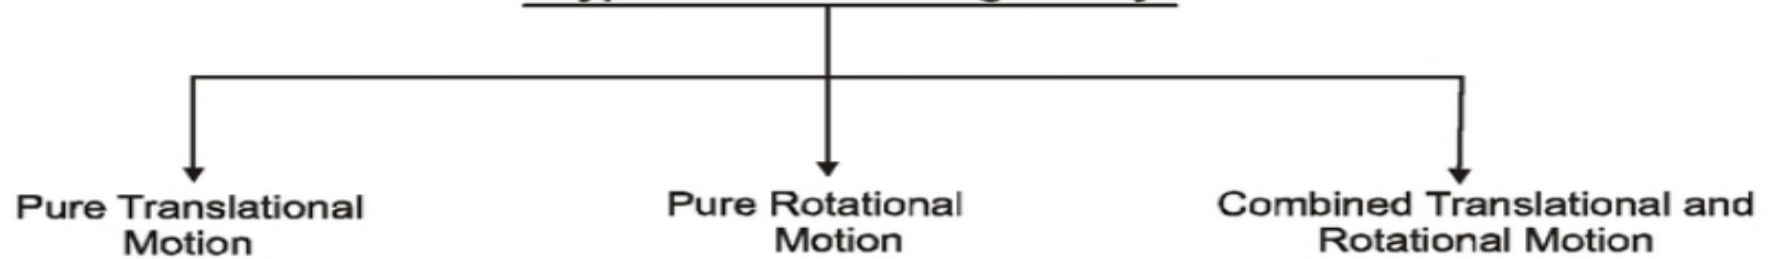 Pure Translational
Motion
Pure Rotational
Motion
Combined Translational and
Rotational Motion